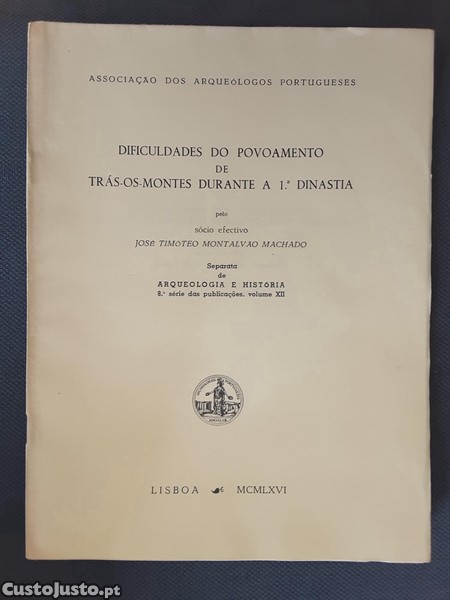 ASSOCIAÇÃO DOS ARQUEÓLOGOS PORTUGUESES
DIFICULDADES DO POVOAMENTO
DE
TRÁS-OS-MONTES DURANTE A 1.ª DINASTIA
pelo
sócio efectivo
JOSÉ TIMÓTEO MONTALVÃO MACHADO
Separata
de
ARQUEOLOGIA E HISTÓRIA
8.ª série das publicações, volume XII
LISBOA MCMLXVI
CustoJusto.pt